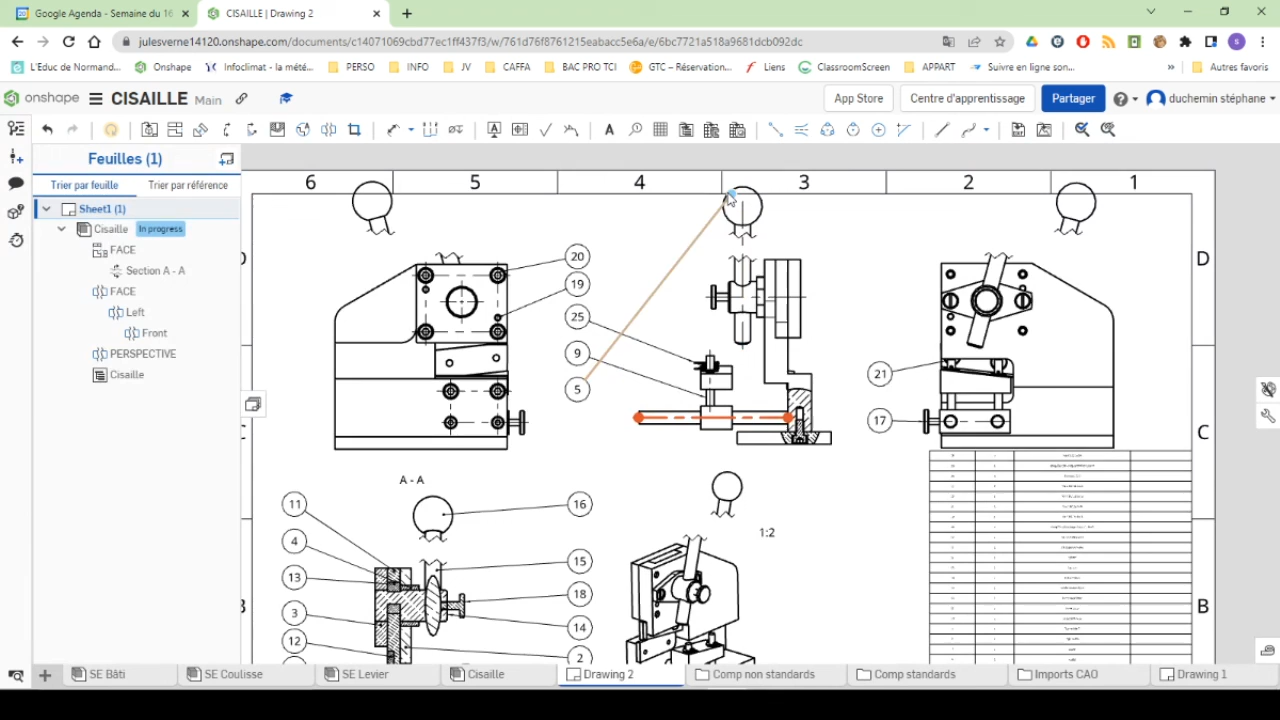 Google Agenda - Semaine du 16
CISAILLE | Drawing 2
julesverne14120.onshape.com/documents/c14071069cbd77ec1ff437f3/w/761d76f8761215eabacc5e6a/e/6bc7721a518a9681dcb092dc
L'Educ de Normand... Onshape Infoclimat - la mété... PERSO INFO JV CAFFA BAC PRO TCI GTC – Réservation... Liens ClassroomScreen APPART Suivre en ligne son... » Autres favoris
onshape CISAILLE Main App Store Centre d'apprentissage Partager duchemin stéphane
Feuilles (1)
Trier par feuille Trier par référence
Sheet1 (1)
Cisaille In progress
FACE
Section A - A
FACE
Left
Front
PERSPECTIVE
Cisaille
6 5 4 3 2 1
D
C
B
20
19
25
9
5
21
17
A - A
1:2
11
4
13
3
12
16
15
18
14
2
SE Bâti SE Coulisse SE Levier Cisaille Drawing 2 Comp non standards Comp standards Imports CAO Drawing 1